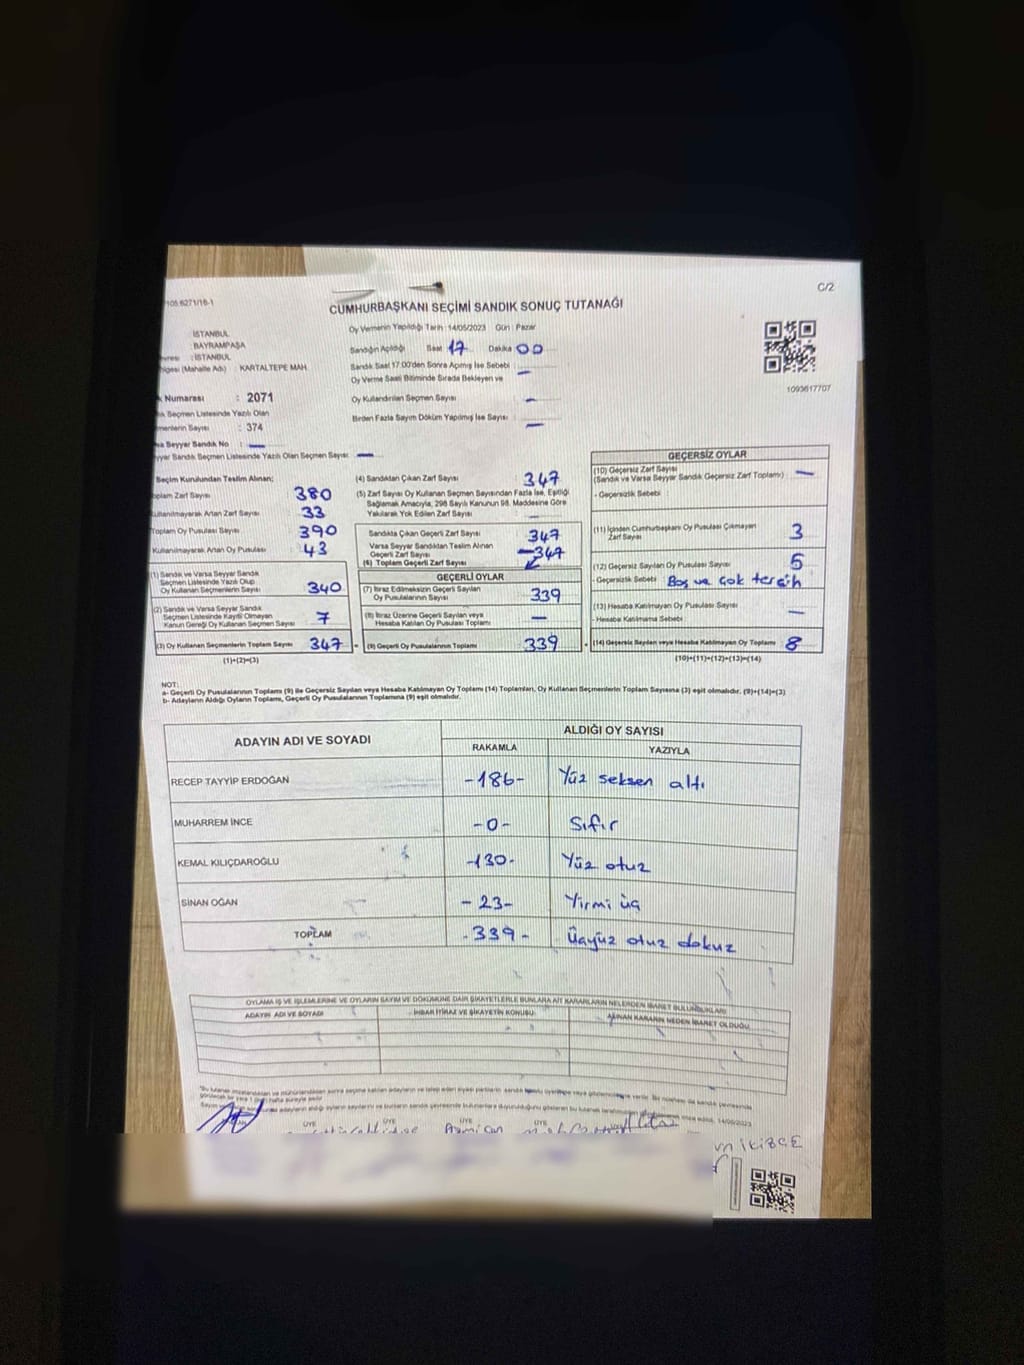 C/2
CUMHURBAŞKANI SEÇİMİ SANDIK SONUÇ TUTANAĞI
İSTANBUL
BAYRAMPAŞA
: İSTANBUL
(Mahalle Adı) KARTALTEPE MAH.
Numarası : 2071
Seçmen Listesinde Yazılı Olan
Sayısı : 374
Seyyar Sandık No : —
Seyyar Sandık Seçmen Listesinde Yazılı Olan Seçmen Sayısı : —
Oy Vermenin Yapıldığı Tarih : 14/05/2023 Gün : Pazar
Sandığın Açıldığı Saat 17 Dakika 00
Sandık Saat 17:00'den Sonra Açılmış İse Sebebi
Oy Verme Saati Bitiminde Sırada Bekleyen ve —
Oy Kullandırılan Seçmen Sayısı : —
Birden Fazla Sayım Döküm Yapılmış İse Sayısı : —
1093617707
Seçim Kurulundan Teslim Alınan;
Toplam Zarf Sayısı 380
Kullanılmayarak Artan Zarf Sayısı 33
Toplam Oy Pusulası Sayısı 390
Kullanılmayarak Artan Oy Pusulası 43
(1) Sandık ve Varsa Seyyar Sandık
Seçmen Listesinde Yazılı Olup
Oy Kullanan Seçmenlerin Sayısı 340
(2) Sandık ve Varsa Seyyar Sandık
Seçmen Listesinde Kayıtlı Olmayan
Kanun Gereği Oy Kullanan Seçmen Sayısı 7
(3) Oy Kullanan Seçmenlerin Toplam Sayısı 347
(1)+(2)=(3)
(4) Sandıktan Çıkan Zarf Sayısı 347
(5) Zarf Sayısı Oy Kullanan Seçmen Sayısından Fazla İse, Eşitliği
Sağlamak Amacıyla, 298 Sayılı Kanunun 98. Maddesine Göre
Yakılarak Yok Edilen Zarf Sayısı —
Sandıkta Çıkan Geçerli Zarf Sayısı 347
Varsa Seyyar Sandıktan Teslim Alınan
Geçerli Zarf Sayısı —
(6) Toplam Geçerli Zarf Sayısı 347
GEÇERLİ OYLAR
(7) İtiraz Edilmeksizin Geçerli Sayılan
Oy Pusulalarının Sayısı 339
(8) İtiraz Üzerine Geçerli Sayılan veya
Hesaba Katılan Oy Pusulası Toplamı —
(9) Geçerli Oy Pusulalarının Toplamı 339
GEÇERSİZ OYLAR
(10) Geçersiz Zarf Sayısı
(Sandık ve Varsa Seyyar Sandık Geçersiz Zarf Toplamı) —
- Geçersizlik Sebebi
(11) İçinden Cumhurbaşkanı Oy Pusulası Çıkmayan
Zarf Sayısı 3
(12) Geçersiz Sayılan Oy Pusulası Sayısı 5
- Geçersizlik Sebebi Boş ve çok tercih
(13) Hesaba Katılmayan Oy Pusulası Sayısı —
- Hesaba Katılmama Sebebi
(14) Geçersiz Sayılan veya Hesaba Katılmayan Oy Toplamı 8
(10)+(11)+(12)+(13)=(14)
NOT:
a- Geçerli Oy Pusulalarının Toplamı (9) ile Geçersiz Sayılan veya Hesaba Katılmayan Oy Toplamı (14) Toplamları, Oy Kullanan Seçmenlerin Toplam Sayısına (3) eşit olmalıdır. (9)+(14)=(3)
b- Adayların Aldığı Oyların Toplamı, Geçerli Oy Pusulalarının Toplamına (9) eşit olmalıdır.
ADAYIN ADI VE SOYADI ALDIĞI OY SAYISI
RAKAMLA YAZIYLA
RECEP TAYYİP ERDOĞAN -186- Yüz seksen altı
MUHARREM İNCE -0- Sıfır
KEMAL KILIÇDAROĞLU -130- Yüz otuz
SİNAN OĞAN -23- Yirmi üç
TOPLAM -339- Üçyüz otuz dokuz
OYLAMA İŞ VE İŞLEMLERİNE VE OYLARIN SAYIM VE DÖKÜMÜNE DAİR ŞİKAYETLERLE BUNLARA AİT KARARLARIN NELERDEN İBARET BULUNDUKLARI
ADAYIN ADI VE SOYADI İHBAR İTİRAZ VE ŞİKAYETİN KONUSU ALINAN KARARIN NEDEN İBARET OLDUĞU
ÜYE ÜYE ÜYE ÜYE ÜYE